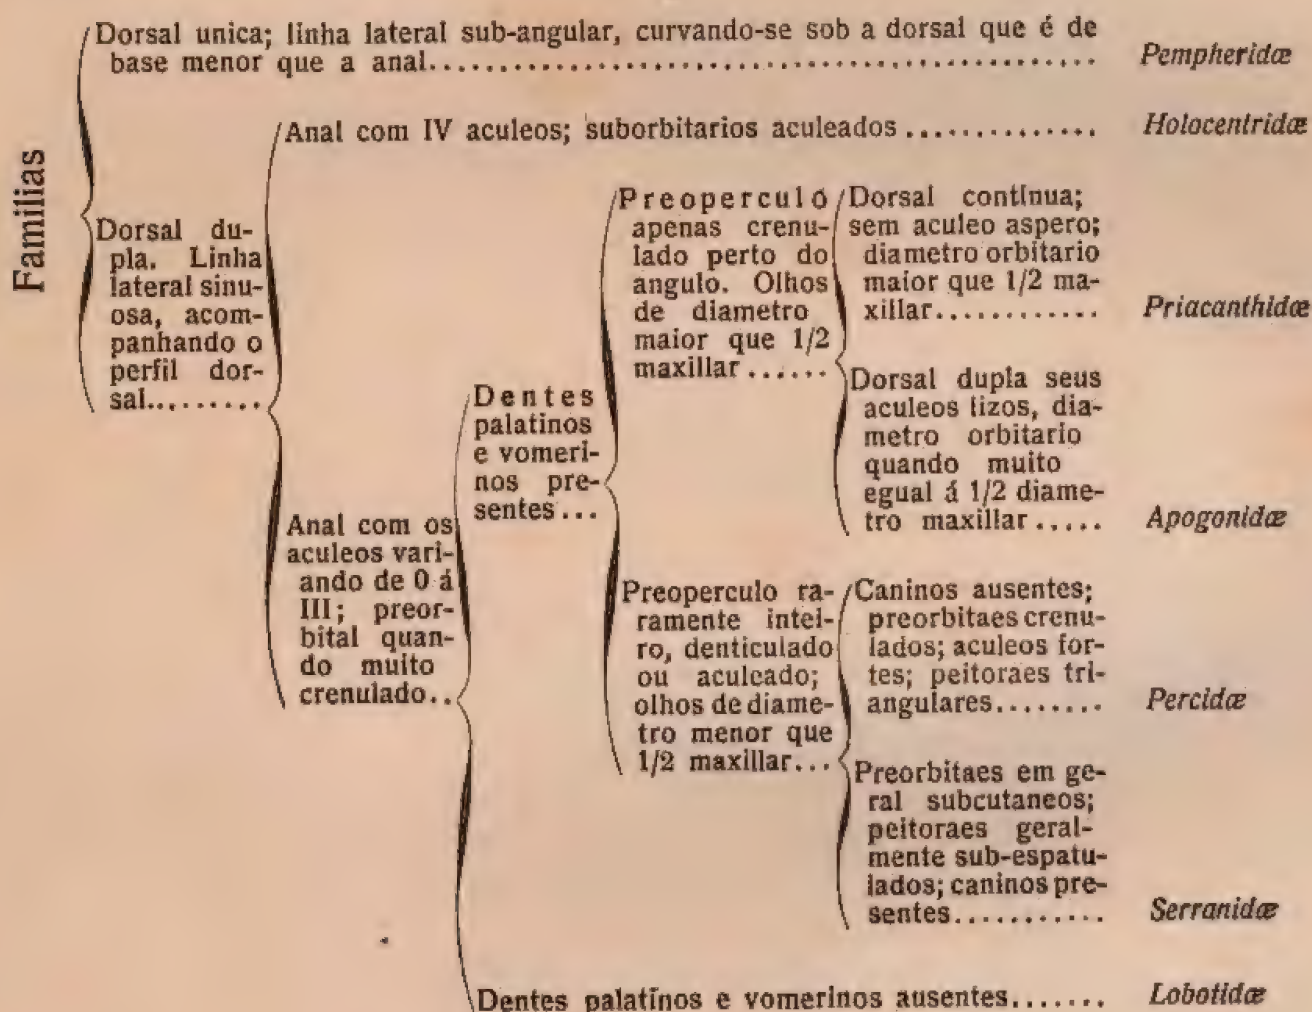 Familias
Dorsal unica; linha lateral sub-angular, curvando-se sob a dorsal que é de
base menor que a anal........ Pempheridæ
Dorsal du-
pla. Linha
lateral sinu-
osa, acom-
panhando o
perfil dor-
sal.........
Anal com IV aculeos; suborbitarios aculeados .............. Holocentridæ
Anal com os
aculeos vari-
ando de 0 á
III; preor-
bital quan-
do muito
crenulado..
Dentes
palatinos
e vomeri-
nos pre-
sentes...
Preoperculo
apenas crenu-
lado perto do
angulo. Olhos
de diametro
maior que 1/2
maxillar......
Dorsal continua;
sem aculeo aspero;
diametro orbitario
maior que 1/2 ma-
xillar............ Priacanthidæ
Dorsal dupla seus
aculeos lizos, dia-
metro orbitario
quando muito
egual á 1/2 diame-
tro maxillar..... Apogonidæ
Preoperculo ra-
ramente intei-
ro, denticulado
ou aculeado;
olhos de diame-
tro menor que
1/2 maxillar...
Caninos ausentes;
preorbitaes crenu-
lados; aculeos for-
tes; peitoraes tri-
angulares........ Percidæ
Preorbitaes em ge-
ral subcutaneos;
peitoraes geral-
mente sub-espatu-
lados; caninos pre-
sentes........... Serranidæ
Dentes palatinos e vomerinos ausentes....... Lobotidæ